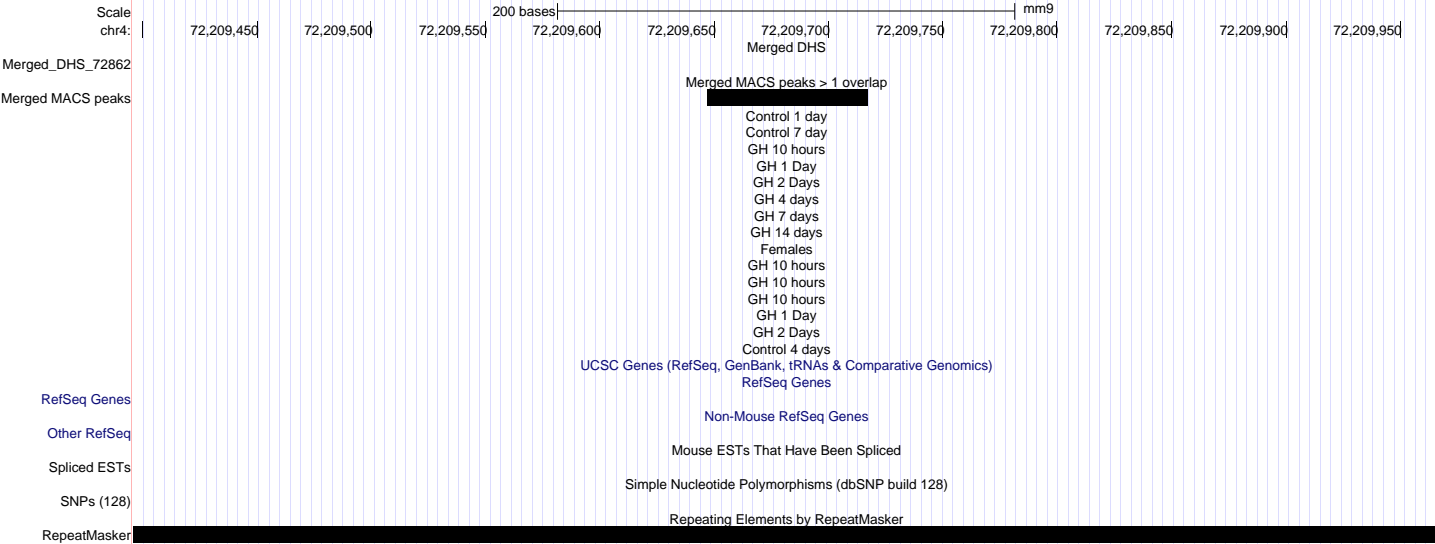 Scale 200 bases mm9
chr4: 72,209,450 72,209,500 72,209,550 72,209,600 72,209,650 72,209,700 72,209,750 72,209,800 72,209,850 72,209,900 72,209,950
Merged DHS
Merged_DHS_72862
Merged MACS peaks > 1 overlap
Merged MACS peaks
Control 1 day
Control 7 day
GH 10 hours
GH 1 Day
GH 2 Days
GH 4 days
GH 7 days
GH 14 days
Females
GH 10 hours
GH 10 hours
GH 10 hours
GH 1 Day
GH 2 Days
Control 4 days
UCSC Genes (RefSeq, GenBank, tRNAs & Comparative Genomics)
RefSeq Genes
RefSeq Genes
Non-Mouse RefSeq Genes
Other RefSeq
Mouse ESTs That Have Been Spliced
Spliced ESTs
Simple Nucleotide Polymorphisms (dbSNP build 128)
SNPs (128)
Repeating Elements by RepeatMasker
RepeatMasker